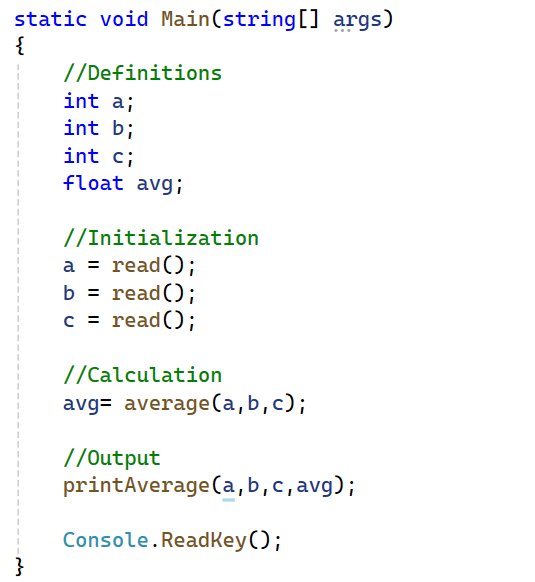 static void Main(string[] args)
{
    //Definitions
    int a;
    int b;
    int c;
    float avg;

    //Initialization
    a = read();
    b = read();
    c = read();

    //Calculation
    avg= average(a,b,c);

    //Output
    printAverage(a,b,c,avg);

    Console.ReadKey();
}